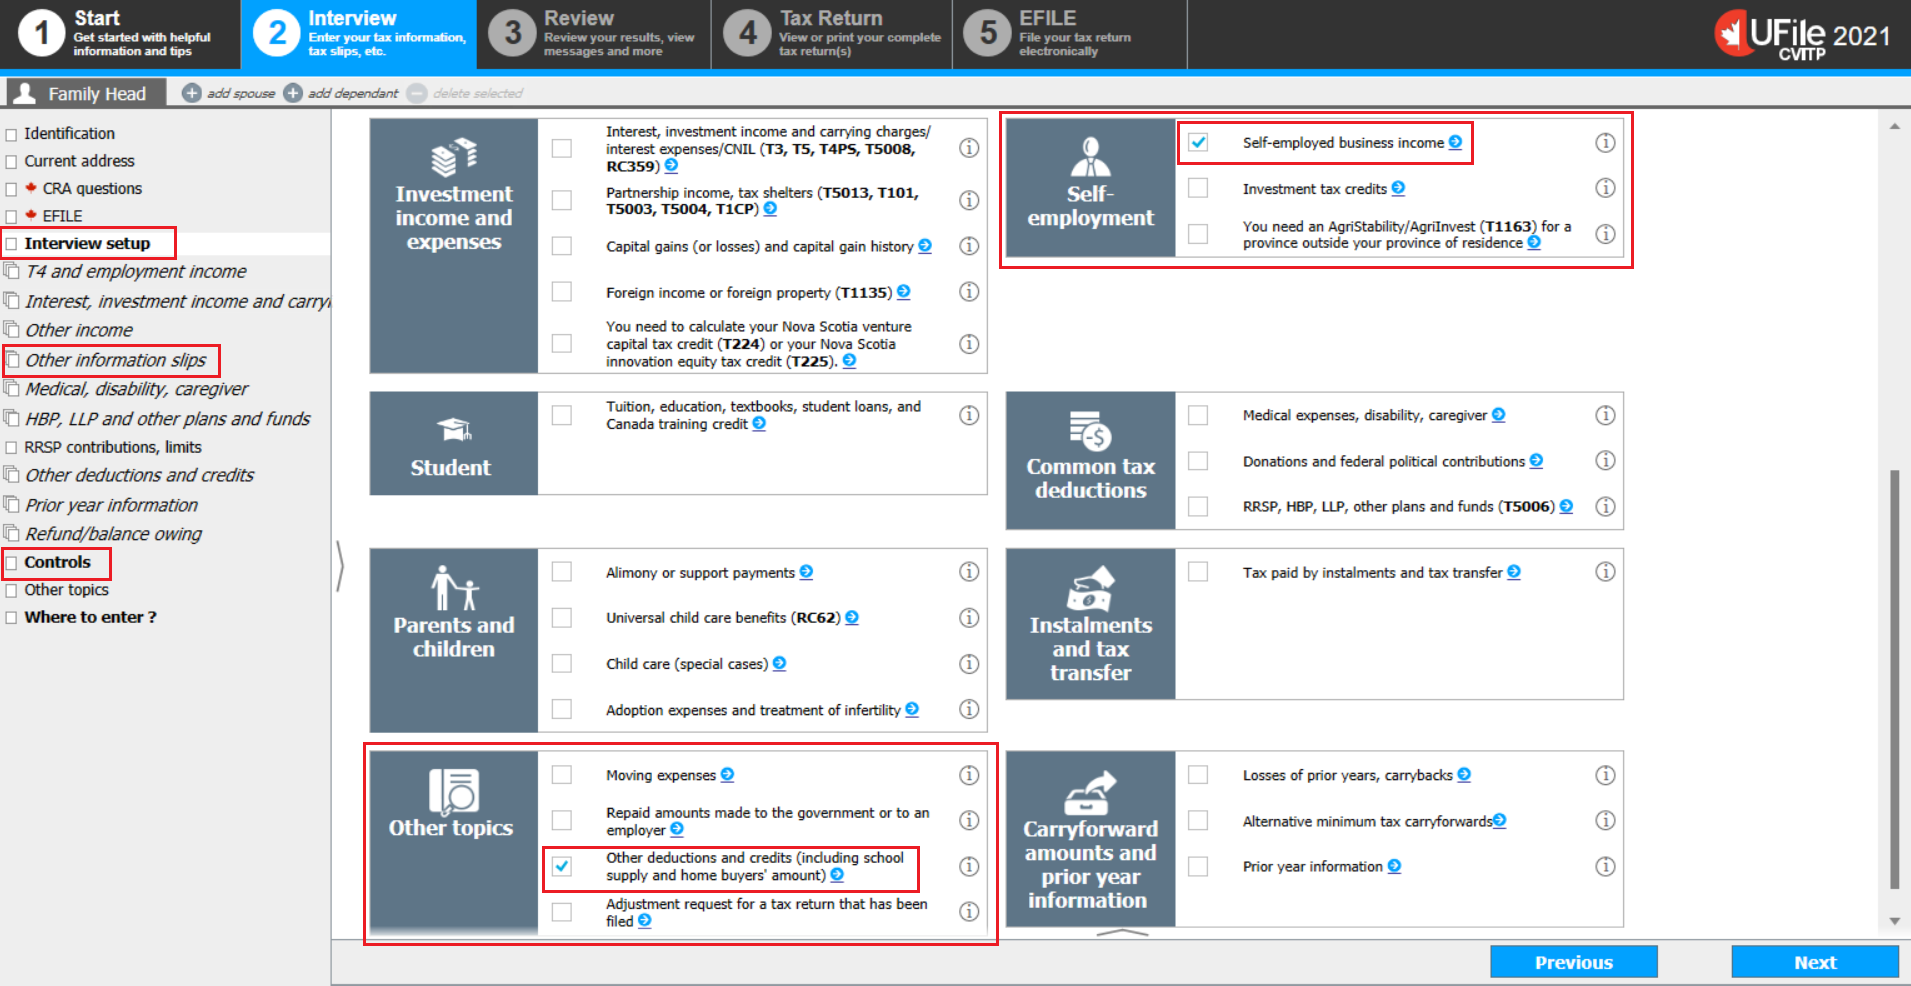 1
Start
Get started with helpful
information and tips
2
Interview
Enter your tax information,
tax slips, etc.
3
Review
Review your results, view
messages and more
4
Tax Return
View or print your complete
tax return(s)
5
EFILE
File your tax return
electronically
UFile 2021
CVITP
Family Head
add spouse
add dependant
delete selected
Identification
Current address
CRA questions
EFILE
Interview setup
T4 and employment income
Interest, investment income and carryi
Other income
Other information slips
Medical, disability, caregiver
HBP, LLP and other plans and funds
RRSP contributions, limits
Other deductions and credits
Prior year information
Refund/balance owing
Controls
Other topics
Where to enter ?
Investment
income and
expenses
Interest, investment income and carrying charges/
interest expenses/CNIL (T3, T5, T4PS, T5008,
RC359)
Partnership income, tax shelters (T5013, T101,
T5003, T5004, T1CP)
Capital gains (or losses) and capital gain history
Foreign income or foreign property (T1135)
You need to calculate your Nova Scotia venture
capital tax credit (T224) or your Nova Scotia
innovation equity tax credit (T225).
Self-
employment
Self-employed business income
Investment tax credits
You need an AgriStability/AgriInvest (T1163) for a
province outside your province of residence
Student
Tuition, education, textbooks, student loans, and
Canada training credit
Common tax
deductions
Medical expenses, disability, caregiver
Donations and federal political contributions
RRSP, HBP, LLP, other plans and funds (T5006)
Parents and
children
Alimony or support payments
Universal child care benefits (RC62)
Child care (special cases)
Adoption expenses and treatment of infertility
Instalments
and tax
transfer
Tax paid by instalments and tax transfer
Other topics
Moving expenses
Repaid amounts made to the government or to an
employer
Other deductions and credits (including school
supply and home buyers' amount)
Adjustment request for a tax return that has been
filed
Carryforward
amounts and
prior year
information
Losses of prior years, carrybacks
Alternative minimum tax carryforwards
Prior year information
Previous
Next